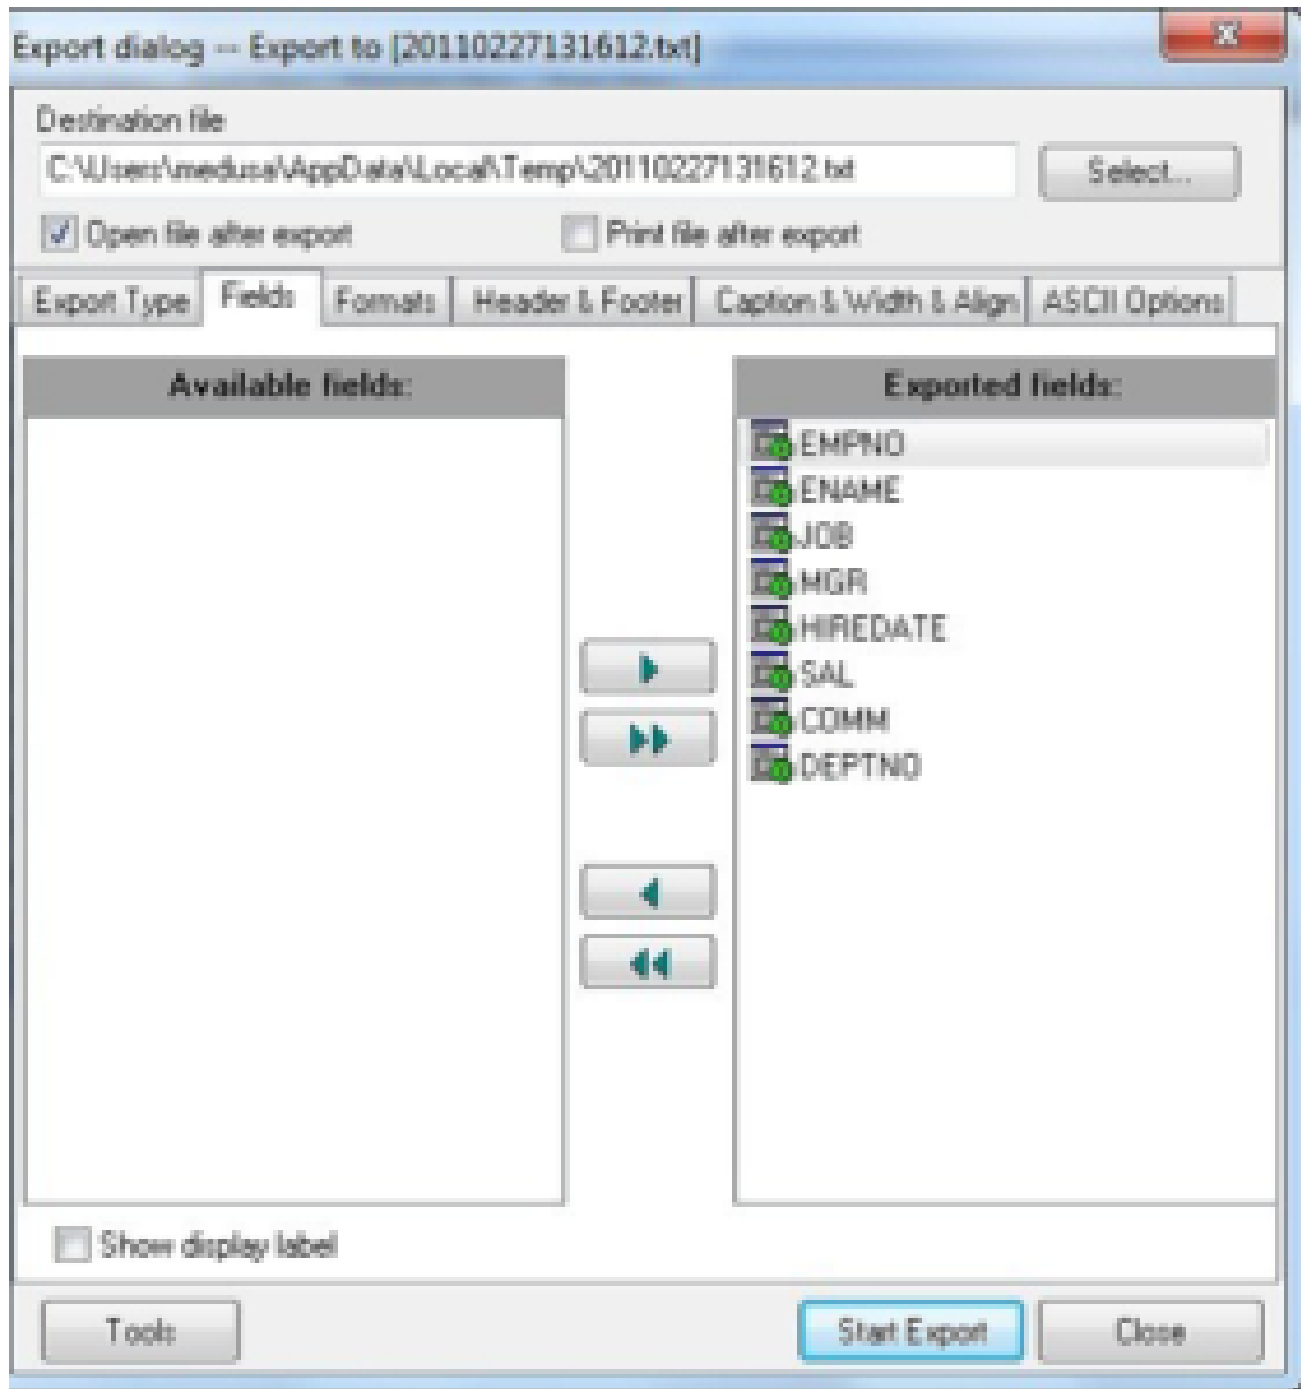 Export dialog -- Export to [20110227131612.txt]
Destination file
C:\Users\medusa\AppData\Local\Temp\20110227131612.txt
Select...
Open file after export
Print file after export
Export Type
Fields
Formats
Header & Footer
Caption & Width & Align
ASCII Options
Available fields:
Exported fields:
EMPNO
ENAME
JOB
MGR
HIREDATE
SAL
COMM
DEPTNO
Show display label
Tools
Start Export
Close